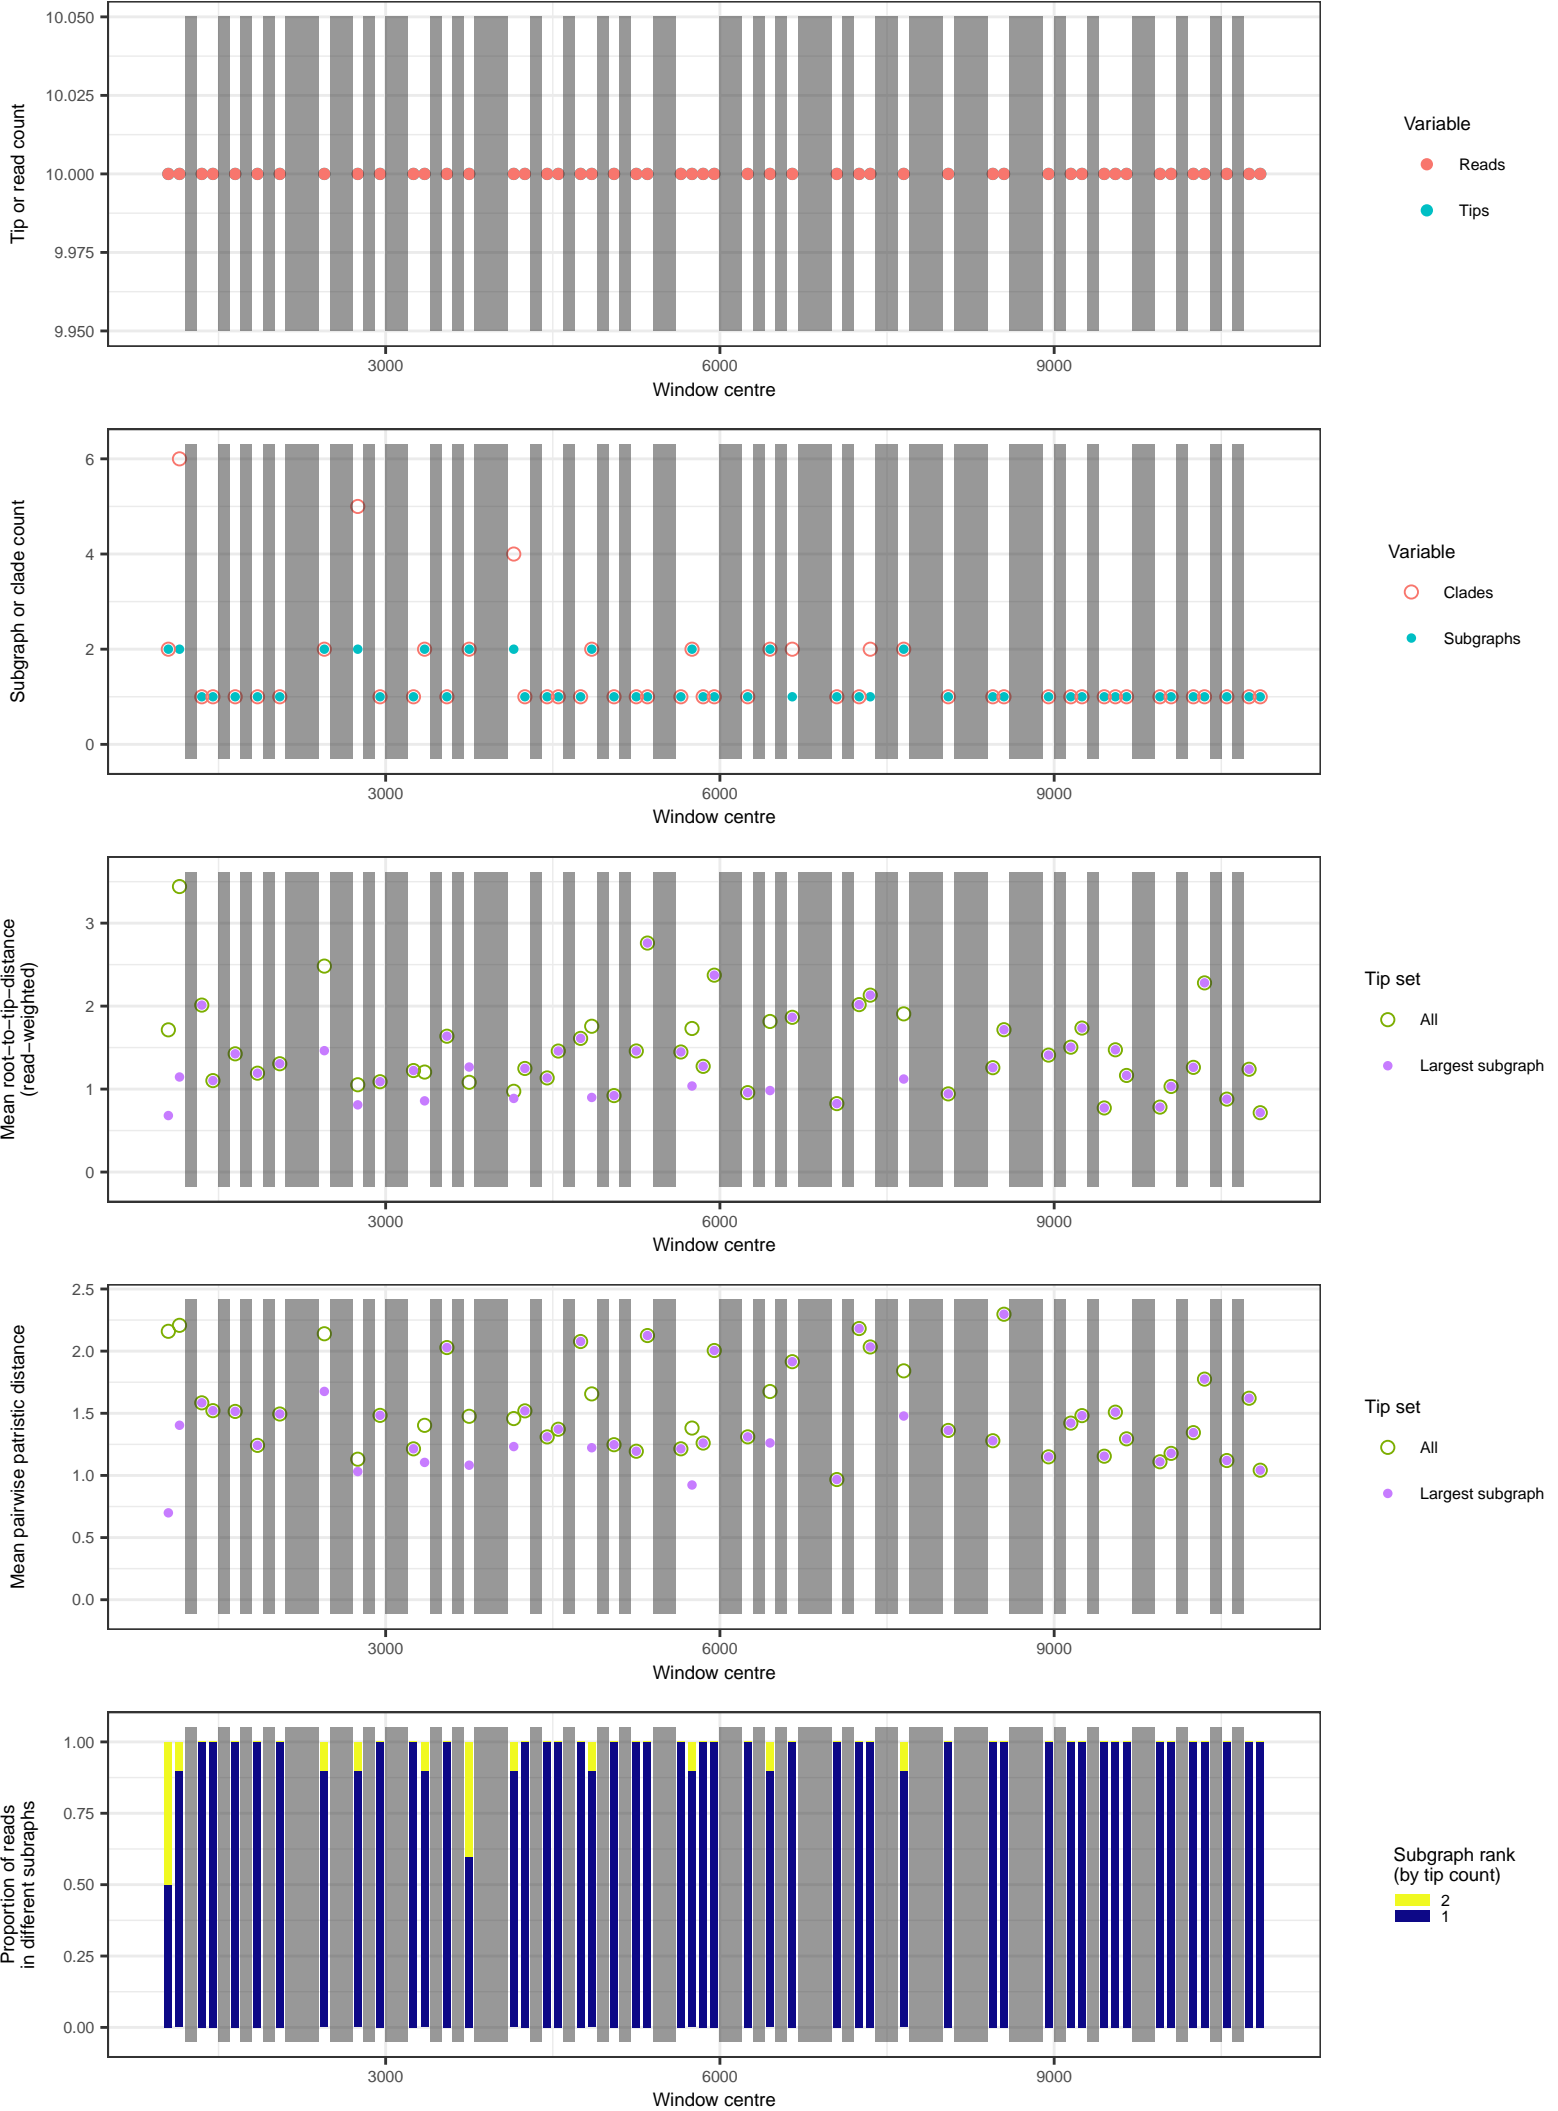 10.050
10.025
10.000
9.975
9.950
Tip or read count
3000
6000
9000
Window centre
Variable
Reads
Tips
6
4
2
0
Subgraph or clade count
3000
6000
9000
Window centre
Variable
Clades
Subgraphs
3
2
1
0
Mean root−to−tip−distance
(read−weighted)
3000
6000
9000
Window centre
Tip set
All
Largest subgraph
2.5
2.0
1.5
1.0
0.5
0.0
Mean pairwise patristic distance
3000
6000
9000
Window centre
Tip set
All
Largest subgraph
1.00
0.75
0.50
0.25
0.00
Proportion of reads
in different subraphs
3000
6000
9000
Window centre
Subgraph rank
(by tip count)
2
1